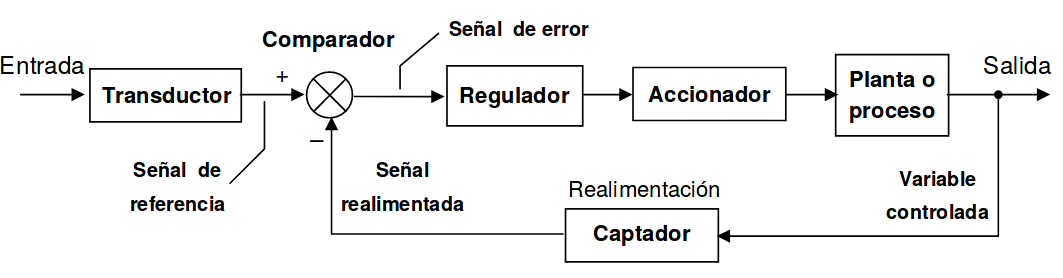 Entrada
Transductor
+
Comparador
Señal de error
Regulador
Accionador
Planta o
proceso
Salida
–
Señal de
referencia
Señal
realimentada
Realimentación
Captador
Variable
controlada